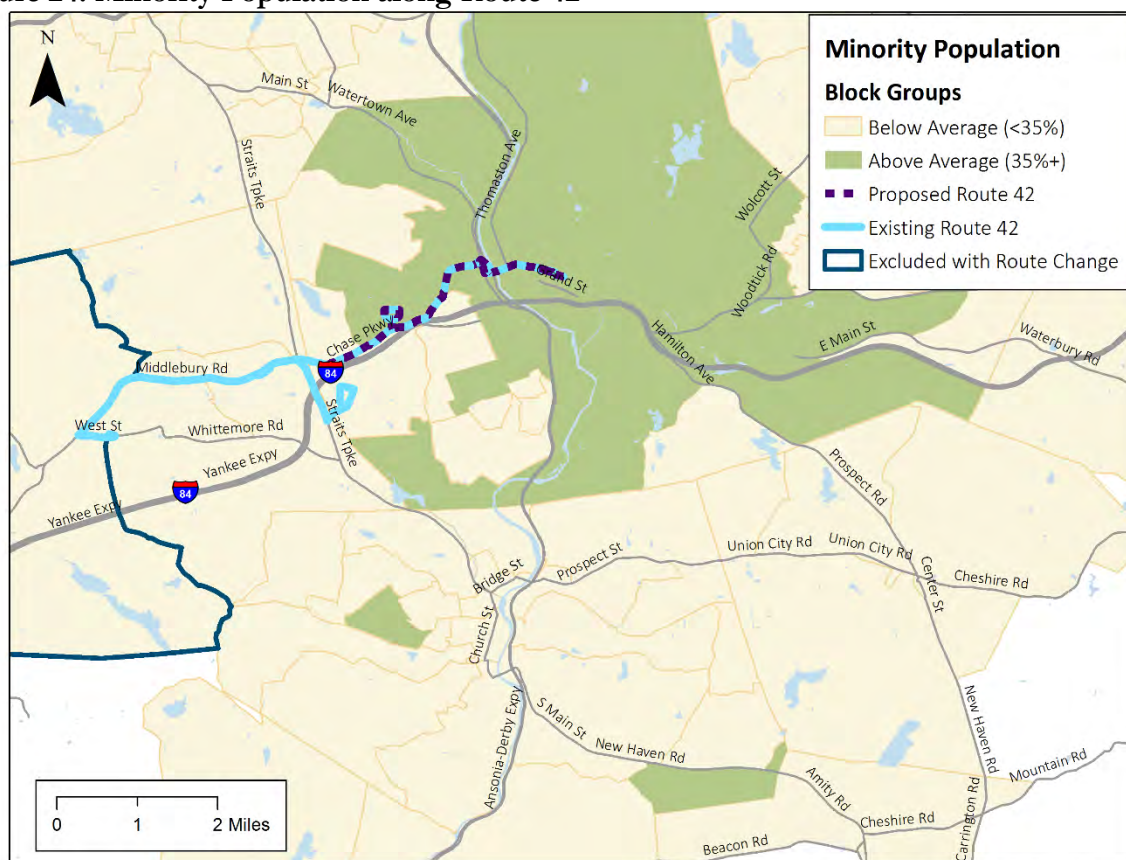 Minority Population along Route 42
N
Minority Population
Block Groups
Below Average (<35%)
Above Average (35%+)
Proposed Route 42
Existing Route 42
Excluded with Route Change
Main St
Watertown Ave
Straits Tpke
Thomaston Ave
Wolcott St
Woodtick Rd
Grand St
Chase Pkwy
Hamilton Ave
E Main St
Waterbury Rd
Middlebury Rd
84
Straits Tpke
West St
Whittemore Rd
Yankee Expy
84
Yankee Expy
Prospect Rd
Union City Rd
Union City Rd
Prospect St
Bridge St
Cheshire Rd
Center St
Church St
Ansonia-Derby Expy
S Main St
New Haven Rd
New Haven Rd
Mountain Rd
Amity Rd
Cheshire Rd
Carrington Rd
Beacon Rd
0 1 2 Miles